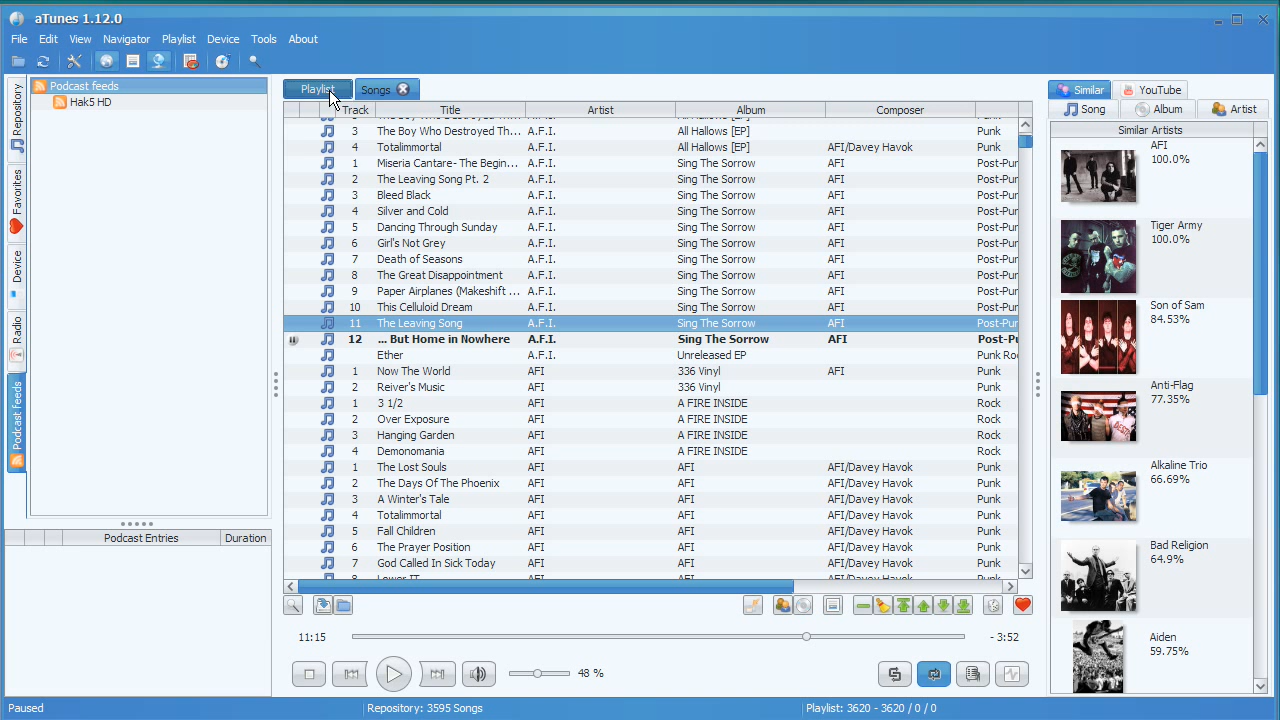 aTunes 1.12.0
File Edit View Navigator Playlist Device Tools About
Repository
Favorites
Device
Radio
Podcast feeds
Podcast feeds
Hak5 HD
Podcast Entries Duration
Playlist Songs
Track Title Artist Album Composer
3 The Boy Who Destroyed Th... A.F.I. All Hallows [EP] Punk
4 Totalimmortal A.F.I. All Hallows [EP] AFI/Davey Havok Punk
1 Miseria Cantare- The Begin... A.F.I. Sing The Sorrow AFI Post-Pur
2 The Leaving Song Pt. 2 A.F.I. Sing The Sorrow AFI Post-Pur
3 Bleed Black A.F.I. Sing The Sorrow AFI Post-Pur
4 Silver and Cold A.F.I. Sing The Sorrow AFI Post-Pur
5 Dancing Through Sunday A.F.I. Sing The Sorrow AFI Post-Pur
6 Girl's Not Grey A.F.I. Sing The Sorrow AFI Post-Pur
7 Death of Seasons A.F.I. Sing The Sorrow AFI Post-Pur
8 The Great Disappointment A.F.I. Sing The Sorrow AFI Post-Pur
9 Paper Airplanes (Makeshift ... A.F.I. Sing The Sorrow AFI Post-Pur
10 This Celluloid Dream A.F.I. Sing The Sorrow AFI Post-Pur
11 The Leaving Song A.F.I. Sing The Sorrow AFI Post-Pur
12 ... But Home in Nowhere A.F.I. Sing The Sorrow AFI Post-Pu
Ether A.F.I. Unreleased EP Punk Ro
1 Now The World AFI 336 Vinyl AFI Punk
2 Reiver's Music AFI 336 Vinyl Punk
1 3 1/2 AFI A FIRE INSIDE Rock
2 Over Exposure AFI A FIRE INSIDE Rock
3 Hanging Garden AFI A FIRE INSIDE Rock
4 Demonomania AFI A FIRE INSIDE Rock
1 The Lost Souls AFI AFI AFI/Davey Havok Punk
2 The Days Of The Phoenix AFI AFI AFI/Davey Havok Punk
3 A Winter's Tale AFI AFI AFI/Davey Havok Punk
4 Totalimmortal AFI AFI AFI/Davey Havok Punk
5 Fall Children AFI AFI AFI/Davey Havok Punk
6 The Prayer Position AFI AFI AFI/Davey Havok Punk
7 God Called In Sick Today AFI AFI AFI/Davey Havok Punk
11:15 - 3:52
48 %
Similar YouTube
Song Album Artist
Similar Artists
AFI
100.0%
Tiger Army
100.0%
Son of Sam
84.53%
Anti-Flag
77.35%
Alkaline Trio
66.69%
Bad Religion
64.9%
Aiden
59.75%
Paused Repository: 3595 Songs Playlist: 3620 - 3620 / 0 / 0